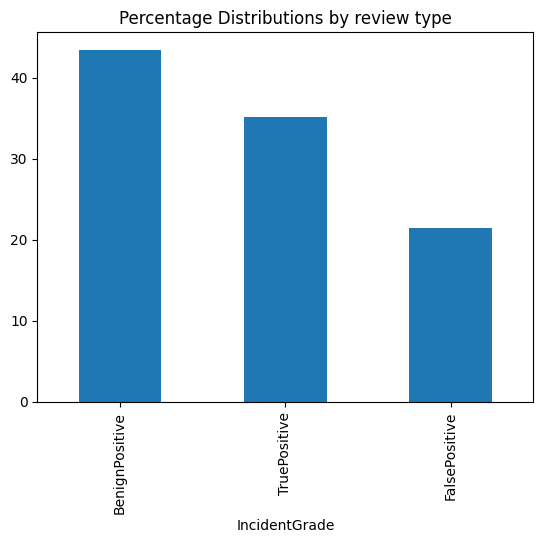 Percentage Distributions by review type
40
30
20
10
0
BenignPositive
TruePositive
FalsePositive
IncidentGrade